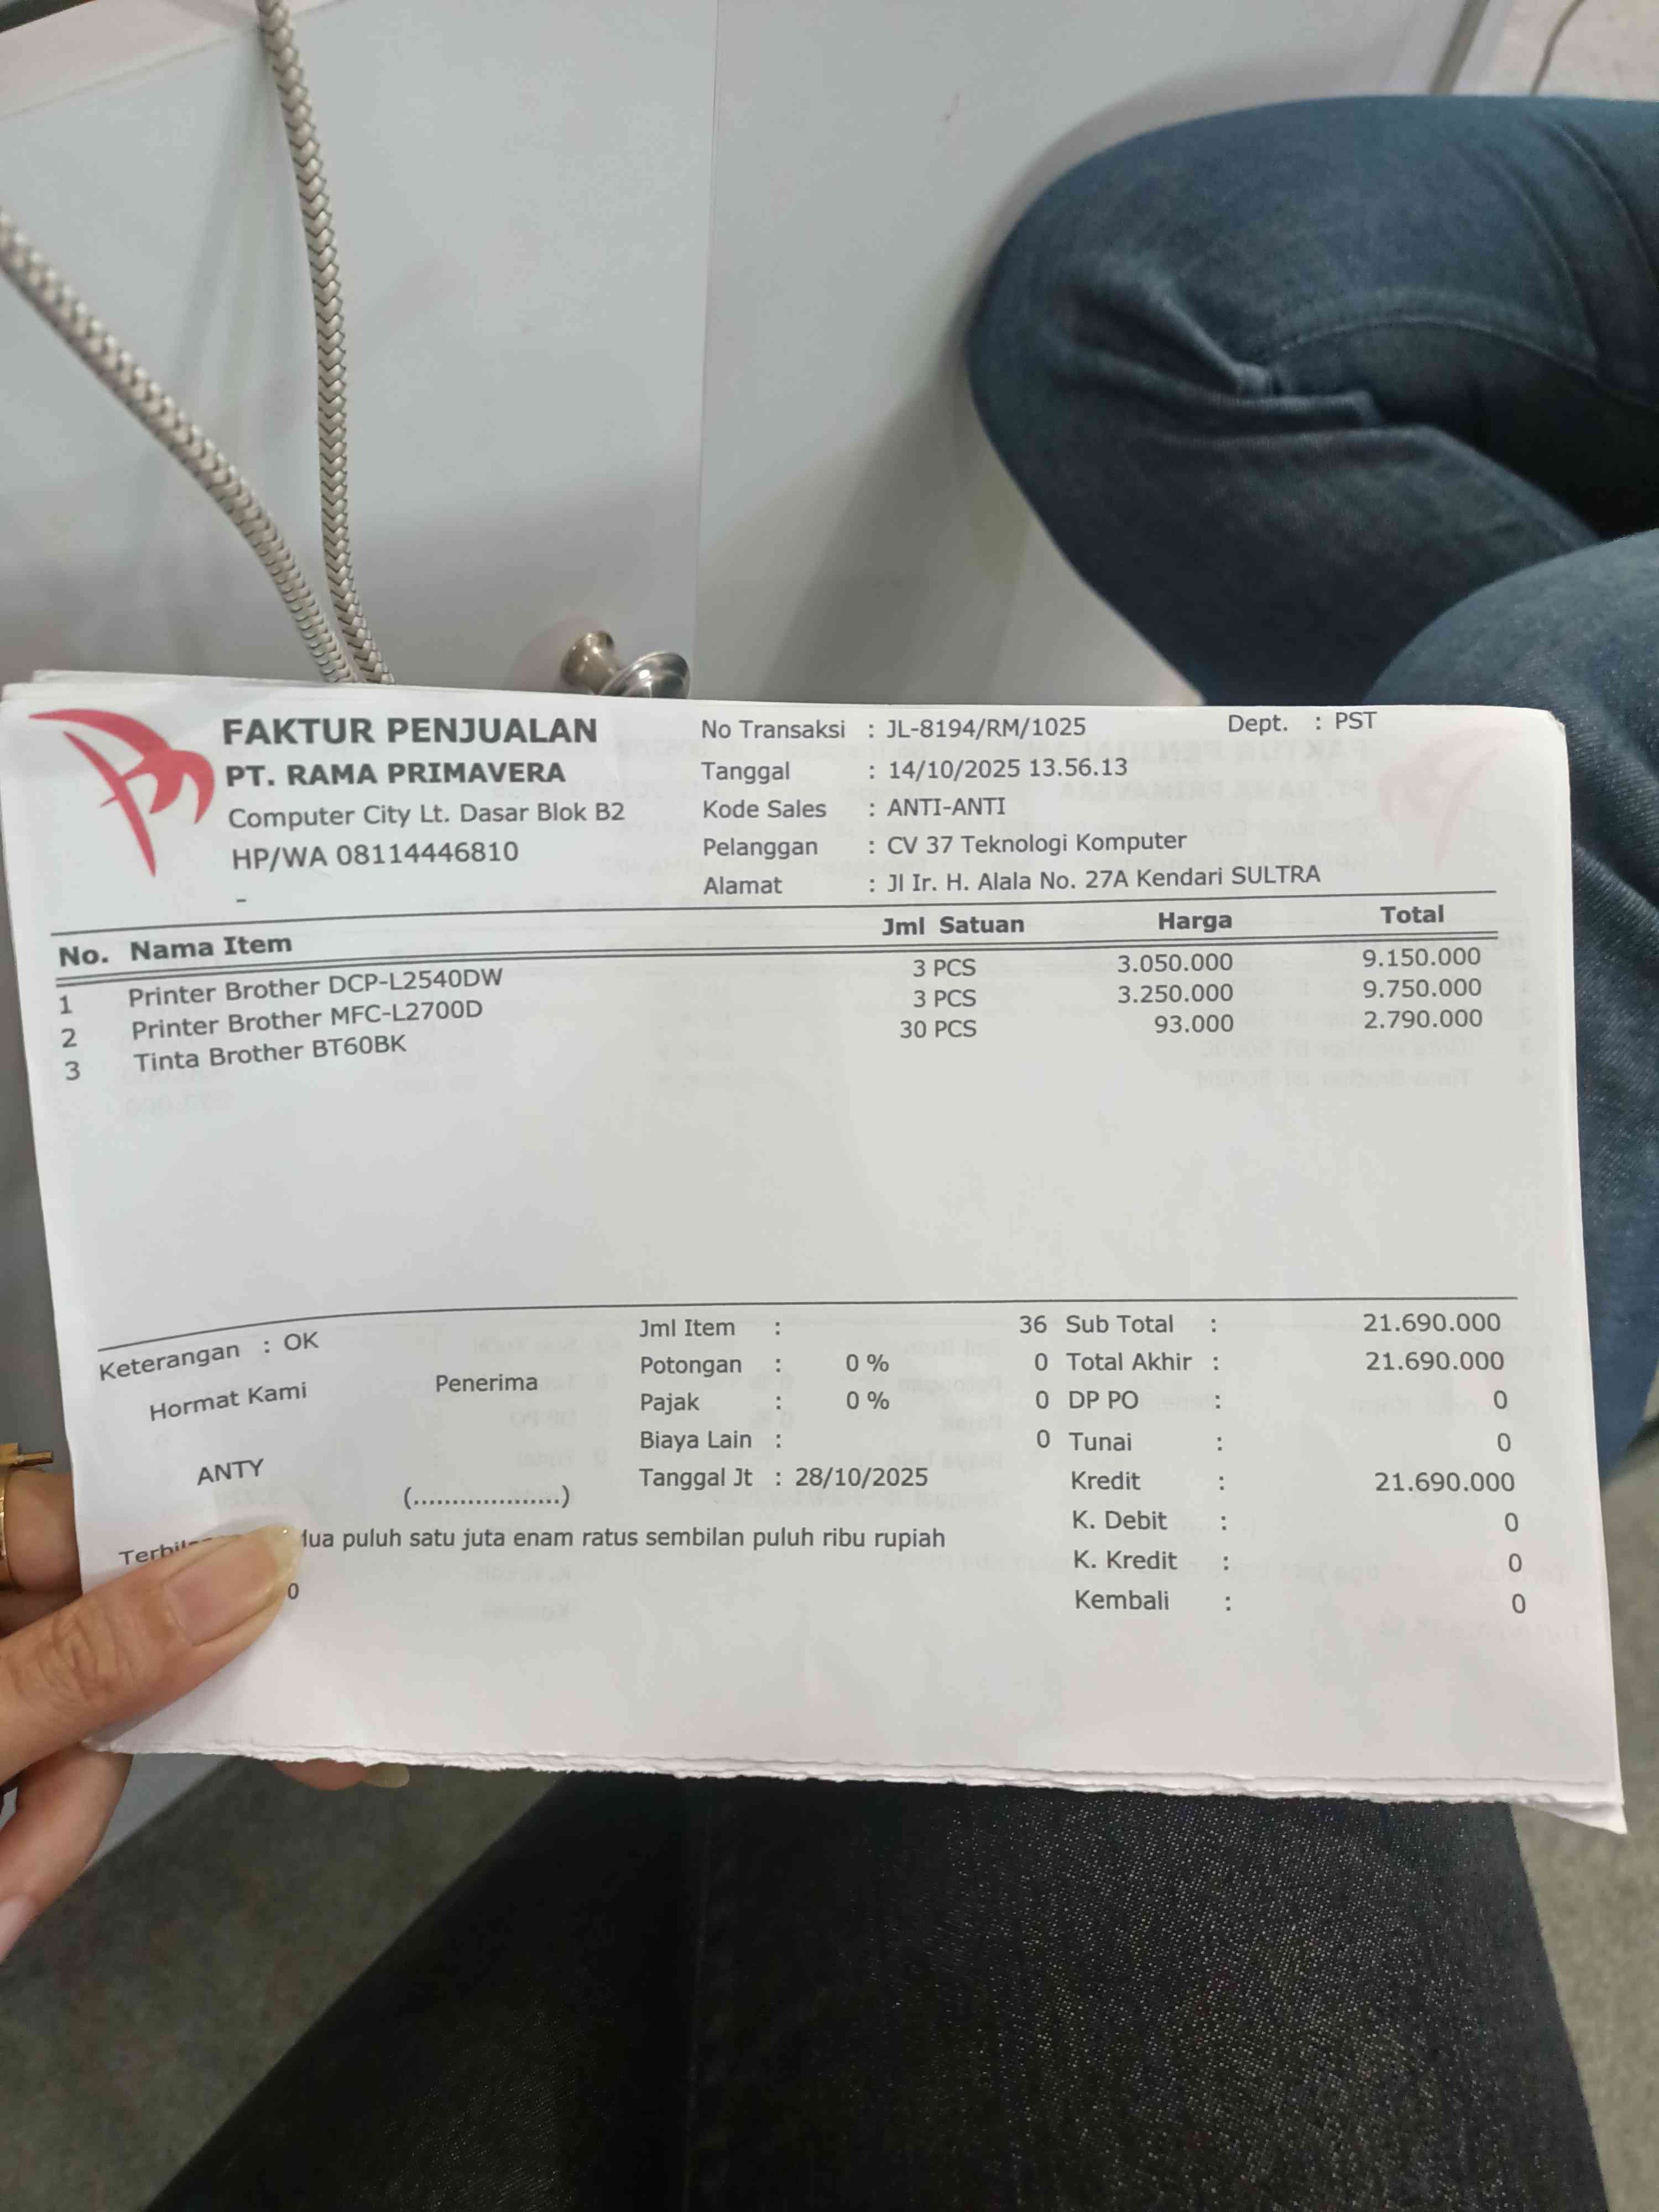 FAKTUR PENJUALAN
PT. RAMA PRIMAVERA
Computer City Lt. Dasar Blok B2
HP/WA 08114446810
-
No Transaksi : JL-8194/RM/1025
Dept. : PST
Tanggal : 14/10/2025 13.56.13
Kode Sales : ANTI-ANTI
Pelanggan : CV 37 Teknologi Komputer
Alamat : Jl Ir. H. Alala No. 27A Kendari SULTRA
No. Nama Item Jml Satuan Harga Total
1 Printer Brother DCP-L2540DW 3 PCS 3.050.000 9.150.000
2 Printer Brother MFC-L2700D 3 PCS 3.250.000 9.750.000
3 Tinta Brother BT60BK 30 PCS 93.000 2.790.000
Keterangan : OK
Hormat Kami Penerima
ANTY
(...................)
Jml Item : 36
Potongan : 0 % 0
Pajak : 0 % 0
Biaya Lain : 0
Tanggal Jt : 28/10/2025
Sub Total : 21.690.000
Total Akhir : 21.690.000
DP PO : 0
Tunai : 0
Kredit : 21.690.000
K. Debit : 0
K. Kredit : 0
Kembali : 0
puluh satu juta enam ratus sembilan puluh ribu rupiah
0